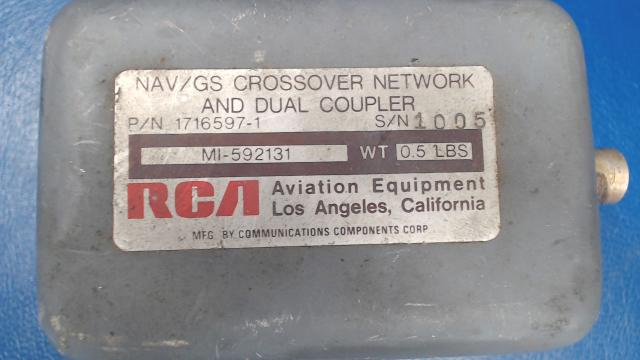 NAV/GS CROSSOVER NETWORK
AND DUAL COUPLER
P/N 1716597-1 S/N 1005
MI-592131 WT 0.5 LBS
RCA Aviation Equipment
Los Angeles, California
MFG BY COMMUNICATIONS COMPONENTS CORP